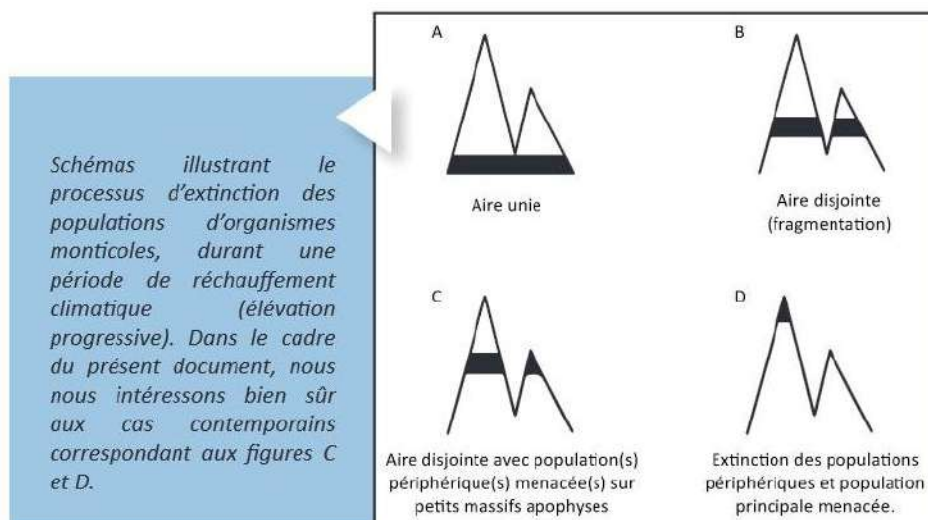 Schémas illustrant le
processus d'extinction des
populations d'organismes
monticoles, durant une
période de réchauffement
climatique (élévation
progressive). Dans le cadre
du présent document, nous
nous intéressons bien sûr
aux cas contemporains
correspondant aux figures C
et D.
A
Aire unie
B
Aire disjointe
(fragmentation)
C
Aire disjointe avec population(s)
périphérique(s) menacée(s) sur
petits massifs apophyses
D
Extinction des populations
périphériques et population
principale menacée.